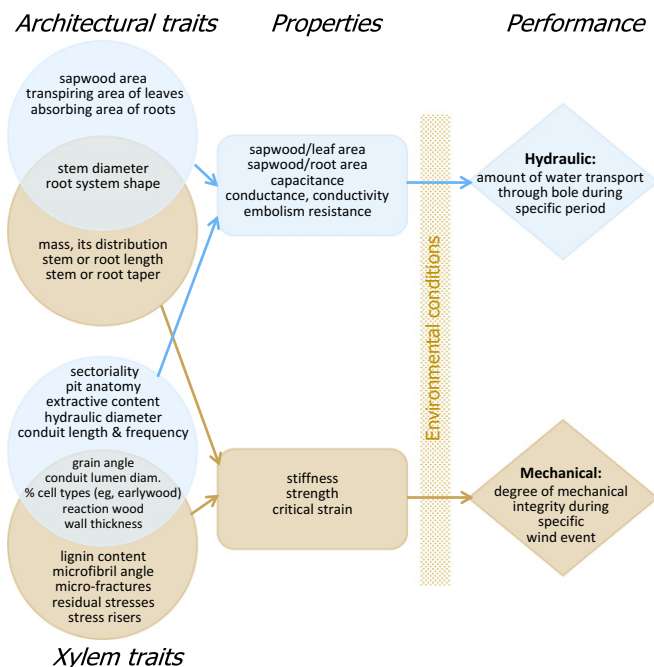 Architectural traits
Properties
Performance
sapwood area
transpiring area of leaves
absorbing area of roots
stem diameter
root system shape
mass, its distribution
stem or root length
stem or root taper
sapwood/leaf area
sapwood/root area
capacitance
conductance, conductivity
embolism resistance
Environmental conditions
Hydraulic:
amount of water transport
through bole during
specific period
sectoriality
pit anatomy
extractive content
hydraulic diameter
conduit length & frequency
grain angle
conduit lumen diam.
% cell types (eg, earlywood)
reaction wood
wall thickness
lignin content
microfibril angle
micro-fractures
residual stresses
stress risers
stiffness
strength
critical strain
Mechanical:
degree of mechanical
integrity during
specific
wind event
Xylem traits